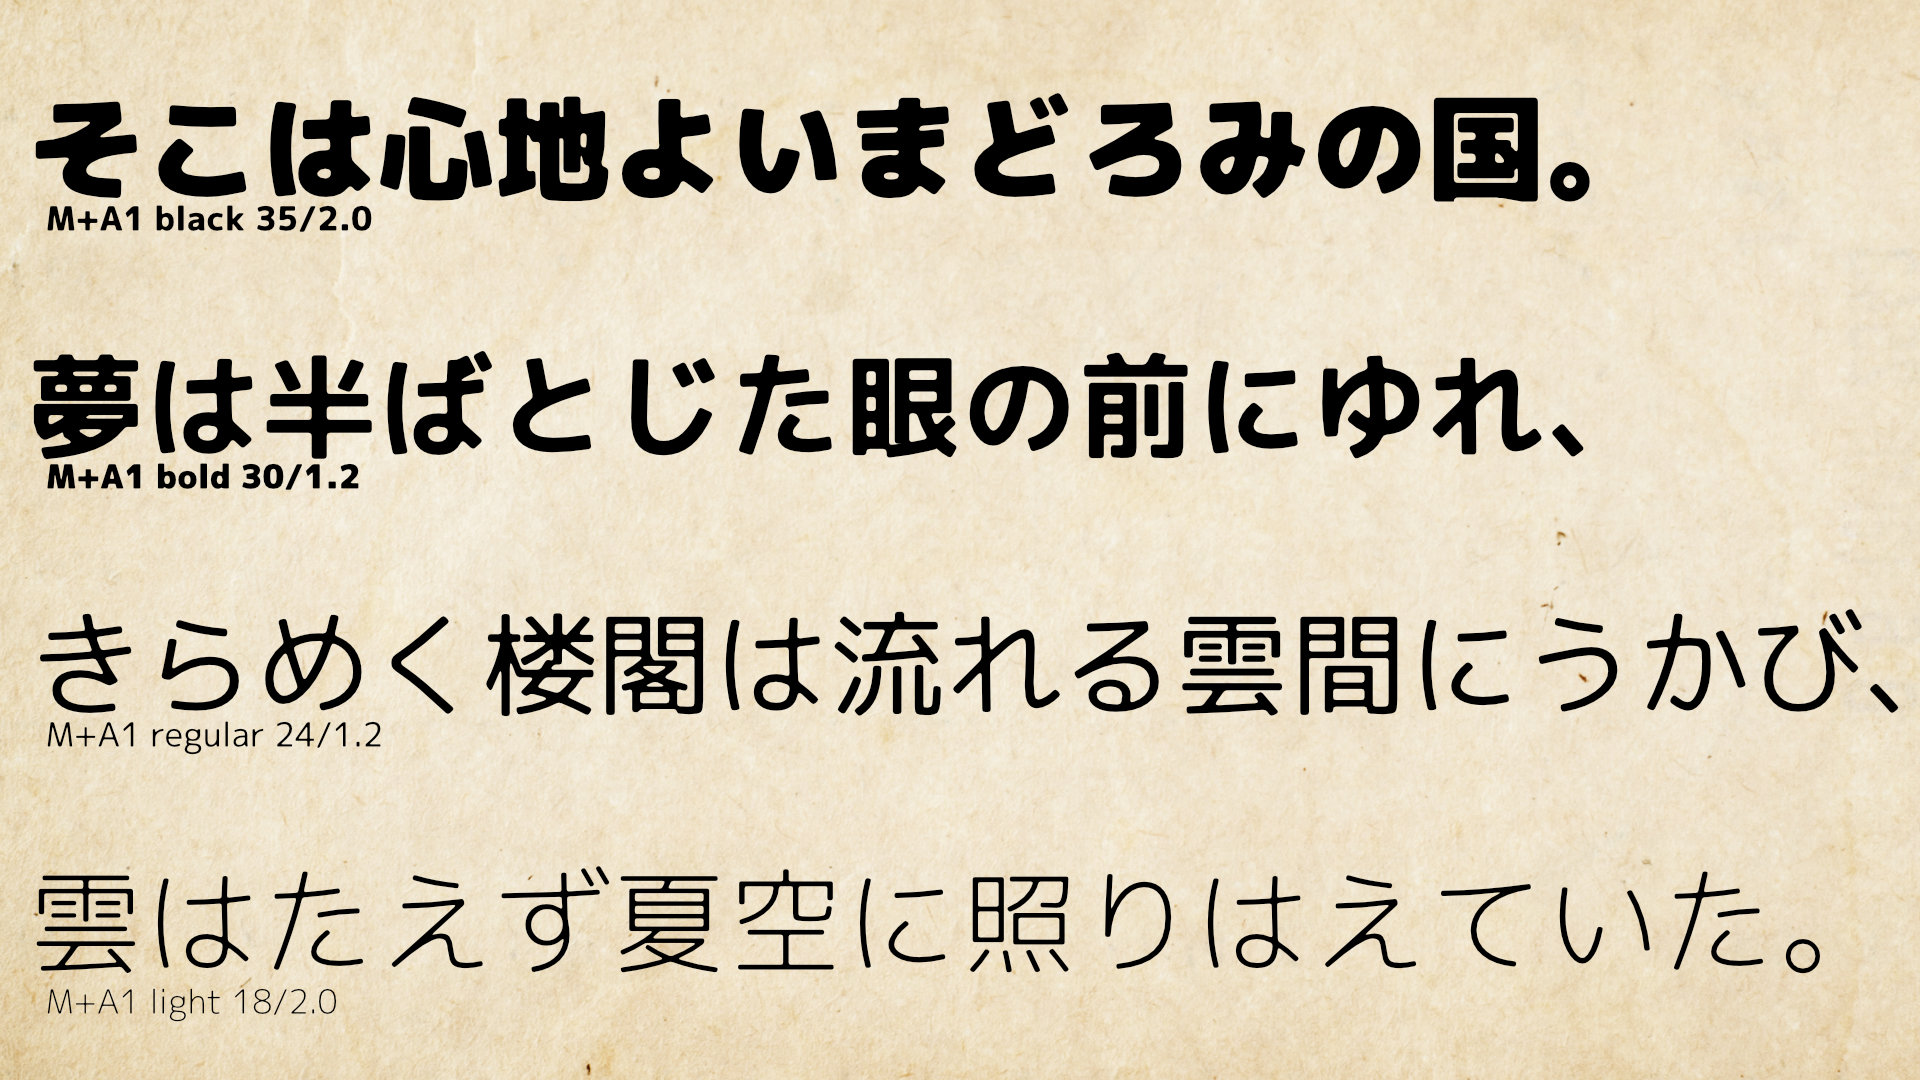 そこは心地よいまどろみの国。
M+A1 black 35/2.0
夢は半ばとじた眼の前にゆれ、
M+A1 bold 30/1.2
きらめく楼閣は流れる雲間にうかび、
M+A1 regular 24/1.2
雲はたえず夏空に照りはえていた。
M+A1 light 18/2.0